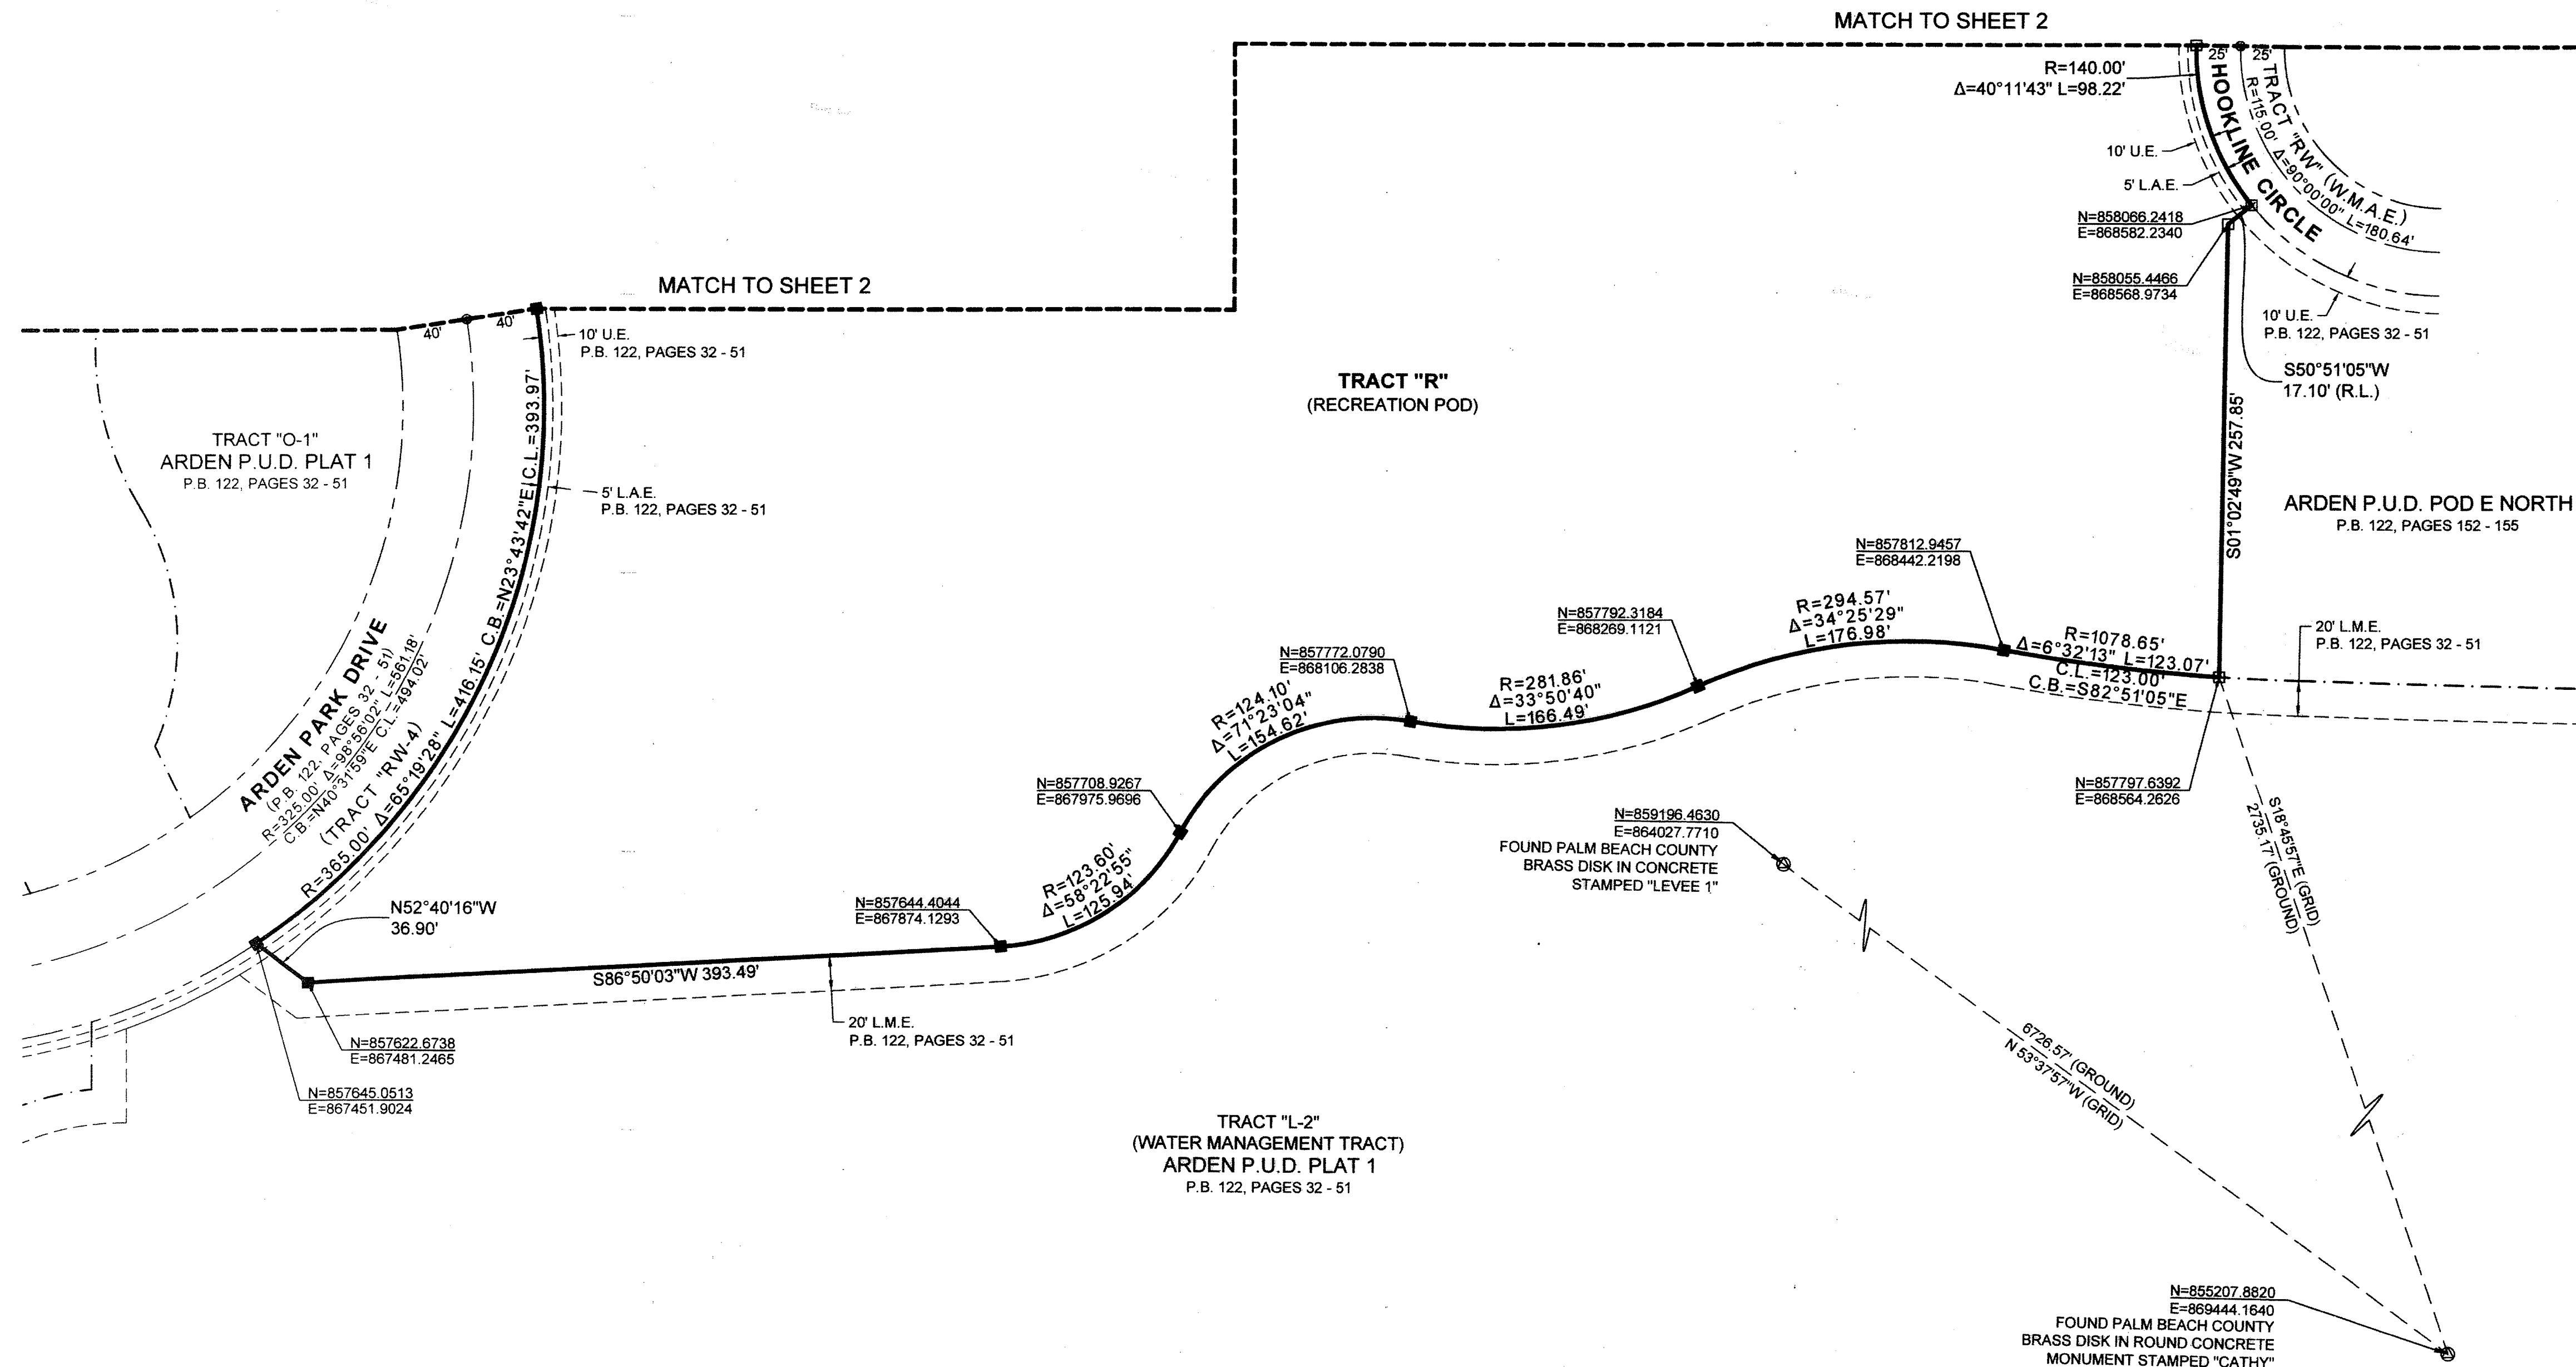 MATCH TO SHEET 2
R=140.00'
Δ=40°11'43" L=98.22'
25'
25'
HOOKLINE CIRCLE
TRACT "RW" (W.M.A.E.)
R=115.00' Δ=90°00'00" L=180.64'
10' U.E.
5' L.A.E.
N=858066.2418
E=868582.2340
N=858055.4466
E=868568.9734
10' U.E.
P.B. 122, PAGES 32 - 51
S50°51'05"W
17.10' (R.L.)
S01°02'49"W 257.85'
MATCH TO SHEET 2
40'
40'
10' U.E.
P.B. 122, PAGES 32 - 51
TRACT "R"
(RECREATION POD)
TRACT "O-1"
ARDEN P.U.D. PLAT 1
P.B. 122, PAGES 32 - 51
5' L.A.E.
P.B. 122, PAGES 32 - 51
ARDEN P.U.D. POD E NORTH
P.B. 122, PAGES 152 - 155
ARDEN PARK DRIVE
(P.B. 122, PAGES 32 - 51)
R=325.00' Δ=98°56'02" L=561.18'
C.B.=N40°31'59"E C.L.=494.02'
(TRACT "RW-4)
R=365.00' Δ=65°19'28" L=416.15' C.B.=N23°43'42"E C.L.=393.97'
N=857812.9457
E=868442.2198
R=294.57'
Δ=34°25'29"
L=176.98'
N=857792.3184
E=868269.1121
R=1078.65'
Δ=6°32'13" L=123.07'
C.L.=123.00'
C.B.=S82°51'05"E
20' L.M.E.
P.B. 122, PAGES 32 - 51
N=857772.0790
E=868106.2838
R=281.86'
Δ=33°50'40"
L=166.49'
R=124.10'
Δ=71°23'04"
L=154.62'
N=857708.9267
E=867975.9696
N=857797.6392
E=868564.2626
N=859196.4630
E=864027.7710
FOUND PALM BEACH COUNTY
BRASS DISK IN CONCRETE
STAMPED "LEVEE 1"
S18°45'57"E (GRID)
2735.17' (GROUND)
R=123.60'
Δ=58°22'55"
L=125.94'
N=857644.4044
E=867874.1293
N52°40'16"W
36.90'
S86°50'03"W 393.49'
20' L.M.E.
P.B. 122, PAGES 32 - 51
N=857622.6738
E=867481.2465
N=857645.0513
E=867451.9024
6726.57' (GROUND)
N 53°37'57"W (GRID)
TRACT "L-2"
(WATER MANAGEMENT TRACT)
ARDEN P.U.D. PLAT 1
P.B. 122, PAGES 32 - 51
N=855207.8820
E=869444.1640
FOUND PALM BEACH COUNTY
BRASS DISK IN ROUND CONCRETE
MONUMENT STAMPED "CATHY"